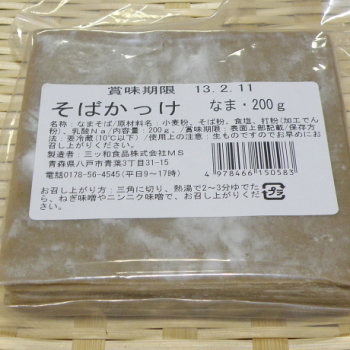 賞味期限 13.2.11
そばかっけ なま・200g
名称:なまそば/原材料名:小麦粉、そば粉、食塩、打粉(加工でん
粉)、乳酸Na/内容量:200g、/賞味期限:表面上部記載/保存方
法:要冷蔵(10℃以下)/使用上の注意:生ものですのでお早めにお
召し上がりください。
製造者:三ッ和食品株式会社MS
青森県八戸市青葉3丁目31-15
電話0178-56-4545(平日9〜17時)
お召し上がり方:三角に切り、熱湯で2〜3分ゆでた
ら、ねぎ味噌やニンニク味噌で、お召し上がりください。
4978466150583
プラ